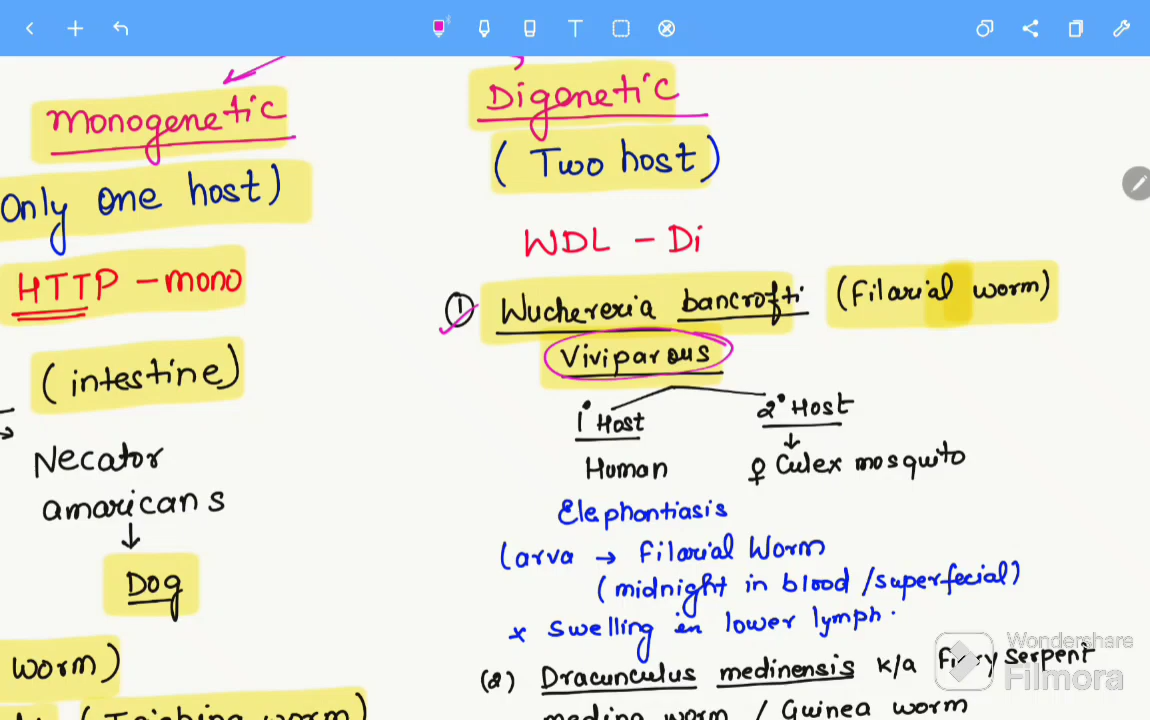 Monogenetic
Only one host)
HTTP - mono
(intestine)
Necator
amaricans
Dog
worm)
Digenetic
(Two host)
WDL - Di
① Wuchereria bancrofti (Filarial worm)
Viviparous
1° Host
Human
2° Host
♀ Culex mosquito
Elephantiasis
Larva → Filarial Worm
(midnight in blood /superfecial)
* Swelling in lower lymph.
(2) Dracunculus medinensis k/a Fiery serpent
medina worm / Guinea worm
Wondershare
Filmora